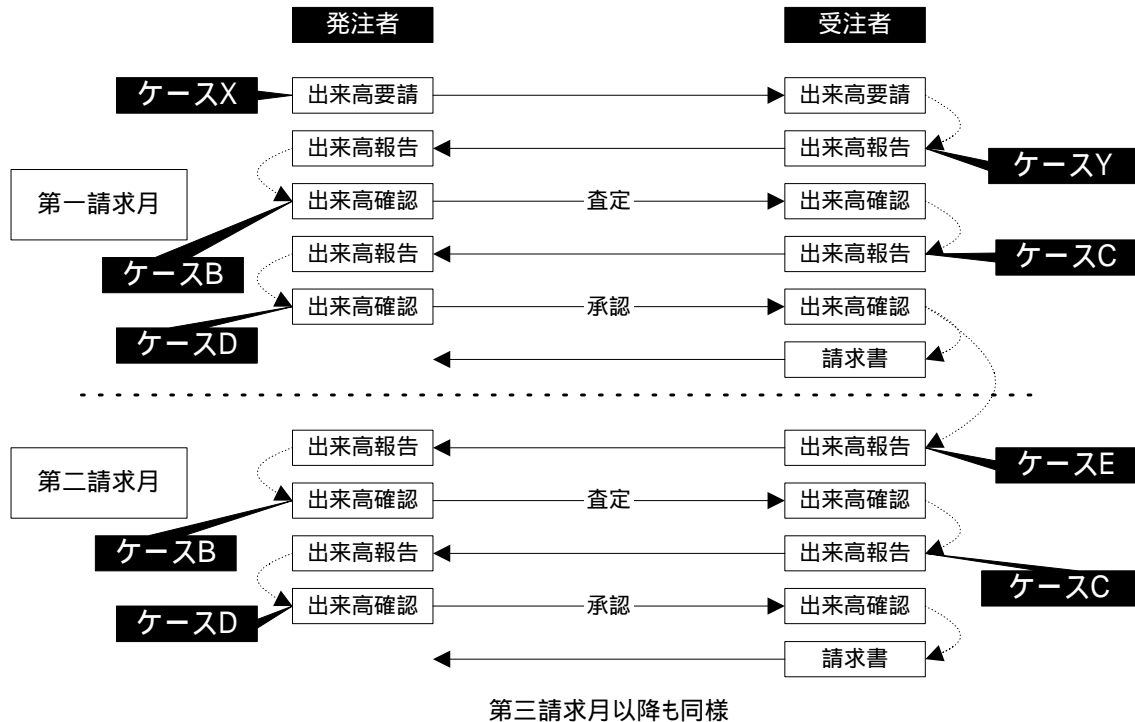 発注者
受注者
ケースX
出来高要請
出来高要請
出来高報告
出来高報告
ケースY
第一請求月
出来高確認
査定
出来高確認
ケースB
出来高報告
出来高報告
ケースC
出来高確認
承認
出来高確認
ケースD
請求書
出来高報告
出来高報告
ケースE
第二請求月
出来高確認
査定
出来高確認
ケースB
出来高報告
出来高報告
ケースC
出来高確認
承認
出来高確認
ケースD
請求書
第三請求月以降も同様